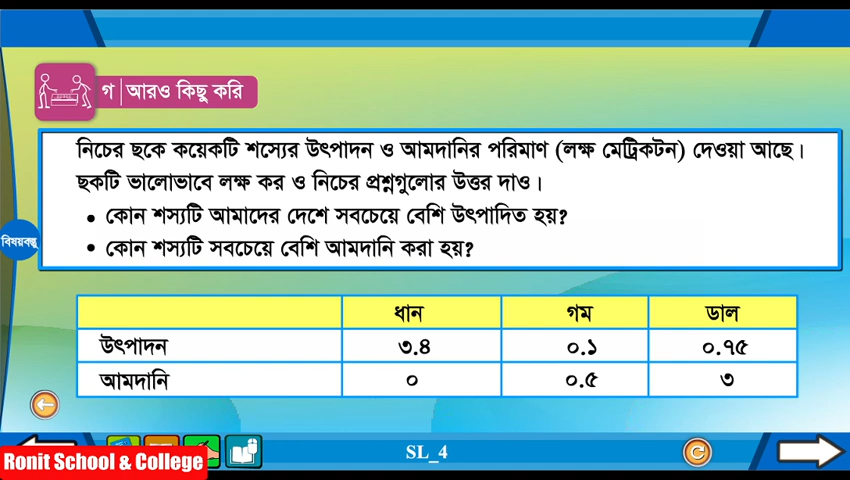 গ আরও কিছু করি
নিচের ছকে কয়েকটি শস্যের উৎপাদন ও আমদানির পরিমাণ (লক্ষ মেট্রিকটন) দেওয়া আছে।
ছকটি ভালোভাবে লক্ষ কর ও নিচের প্রশ্নগুলোর উত্তর দাও।
• কোন শস্যটি আমাদের দেশে সবচেয়ে বেশি উৎপাদিত হয়?
• কোন শস্যটি সবচেয়ে বেশি আমদানি করা হয়?
বিষয়বস্তু
ধান গম ডাল
উৎপাদন ৩.৪ ০.১ ০.৭৫
আমদানি ০ ০.৫ ৩
SL_4
Ronit School & College